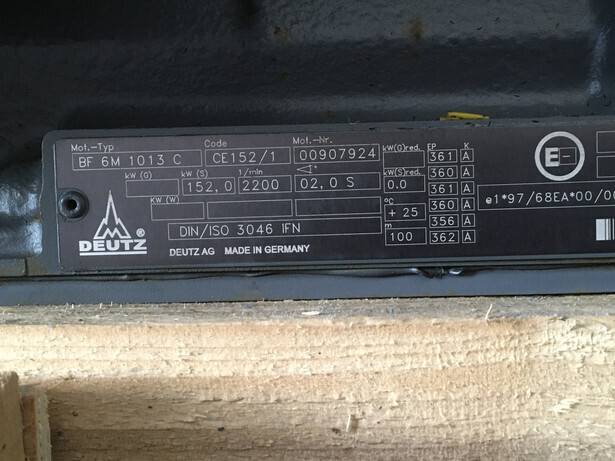 Mot.-Typ Code Mot.-Nr.
BF 6M 1013 C CE152/1 00907924
kW (G) kW (S) 1/min
152,0 2200 02,0 S
kW (W)
DIN/ISO 3046 IFN
DEUTZ ®
DEUTZ AG MADE IN GERMANY
kW(G)red.
kW(S)red.
0.0
°C
+ 25
m
100
EP K
361 A
360 A
361 A
360 A
356 A
362 A
E
e1*97/68EA*00/00